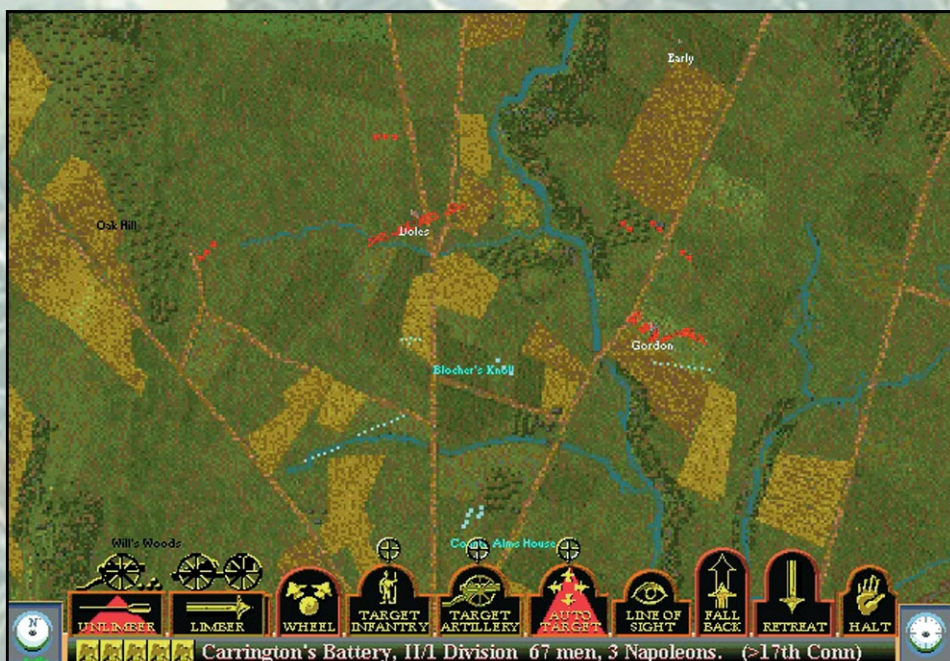 Early
Oak Hill
Doles
Gordon
Blocher's Knoll
Will's Woods
County Alms House
UNLIMBER
LIMBER
WHEEL
TARGET
INFANTRY
TARGET
ARTILLERY
AUTO
TARGET
LINE OF
SIGHT
FALL
BACK
RETREAT
HALT
N
Carrington's Battery, II/1 Division 67 men, 3 Napoleons. (>17th Conn)